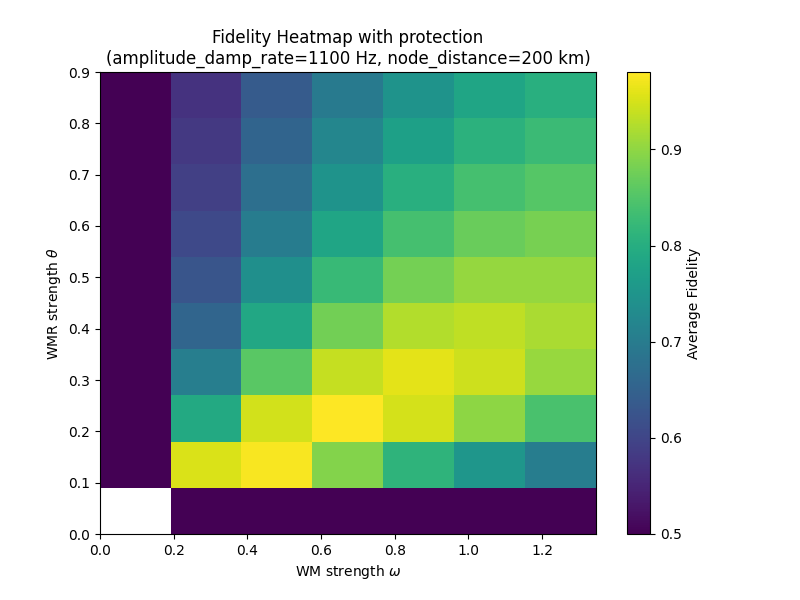 Fidelity Heatmap with protection
(amplitude_damp_rate=1100 Hz, node_distance=200 km)
0.9
0.8
0.7
0.6
0.5
0.4
0.3
0.2
0.1
0.0
WMR strength θ
0.0 0.2 0.4 0.6 0.8 1.0 1.2
WM strength ω
0.9
0.8
0.7
0.6
0.5
Average Fidelity